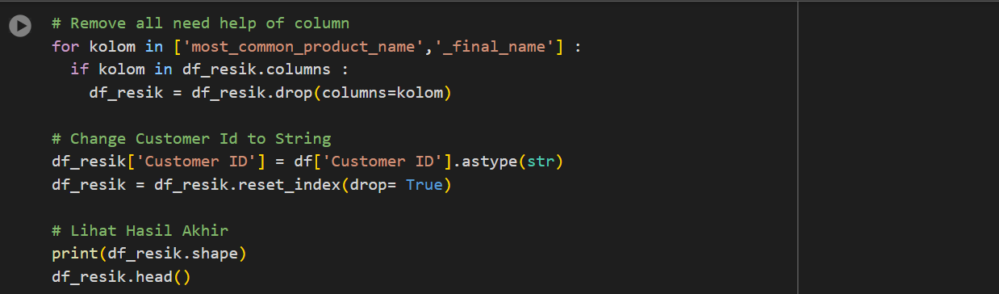 # Remove all need help of column
for kolom in ['most_common_product_name','_final_name'] :
  if kolom in df_resik.columns :
    df_resik = df_resik.drop(columns=kolom)

# Change Customer Id to String
df_resik['Customer ID'] = df['Customer ID'].astype(str)
df_resik = df_resik.reset_index(drop= True)

# Lihat Hasil Akhir
print(df_resik.shape)
df_resik.head()